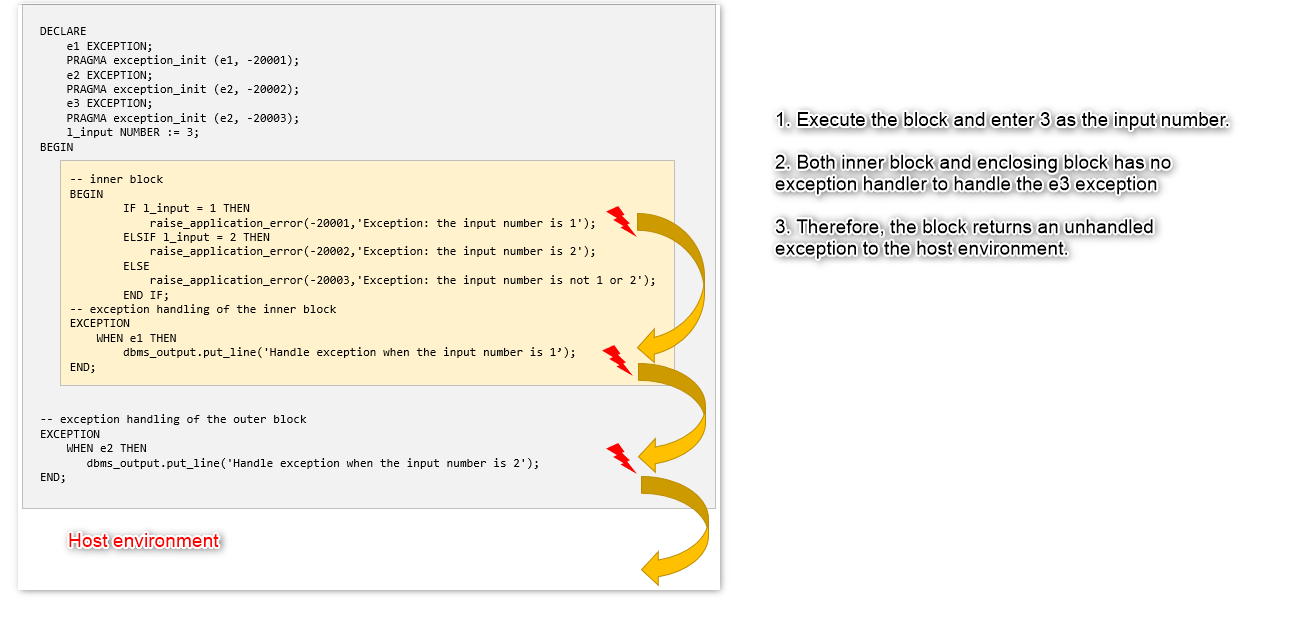 DECLARE
    e1 EXCEPTION;
    PRAGMA exception_init (e1, -20001);
    e2 EXCEPTION;
    PRAGMA exception_init (e2, -20002);
    e3 EXCEPTION;
    PRAGMA exception_init (e2, -20003);
    l_input NUMBER := 3;
BEGIN
-- inner block
BEGIN
        IF l_input = 1 THEN
            raise_application_error(-20001,'Exception: the input number is 1');
        ELSIF l_input = 2 THEN
            raise_application_error(-20002,'Exception: the input number is 2');
        ELSE
            raise_application_error(-20003,'Exception: the input number is not 1 or 2');
        END IF;
-- exception handling of the inner block
EXCEPTION
    WHEN e1 THEN
        dbms_output.put_line('Handle exception when the input number is 1’);
END;
-- exception handling of the outer block
EXCEPTION
    WHEN e2 THEN
       dbms_output.put_line('Handle exception when the input number is 2');
END;
Host environment
1. Execute the block and enter 3 as the input number.
2. Both inner block and enclosing block has no
exception handler to handle the e3 exception
3. Therefore, the block returns an unhandled
exception to the host environment.